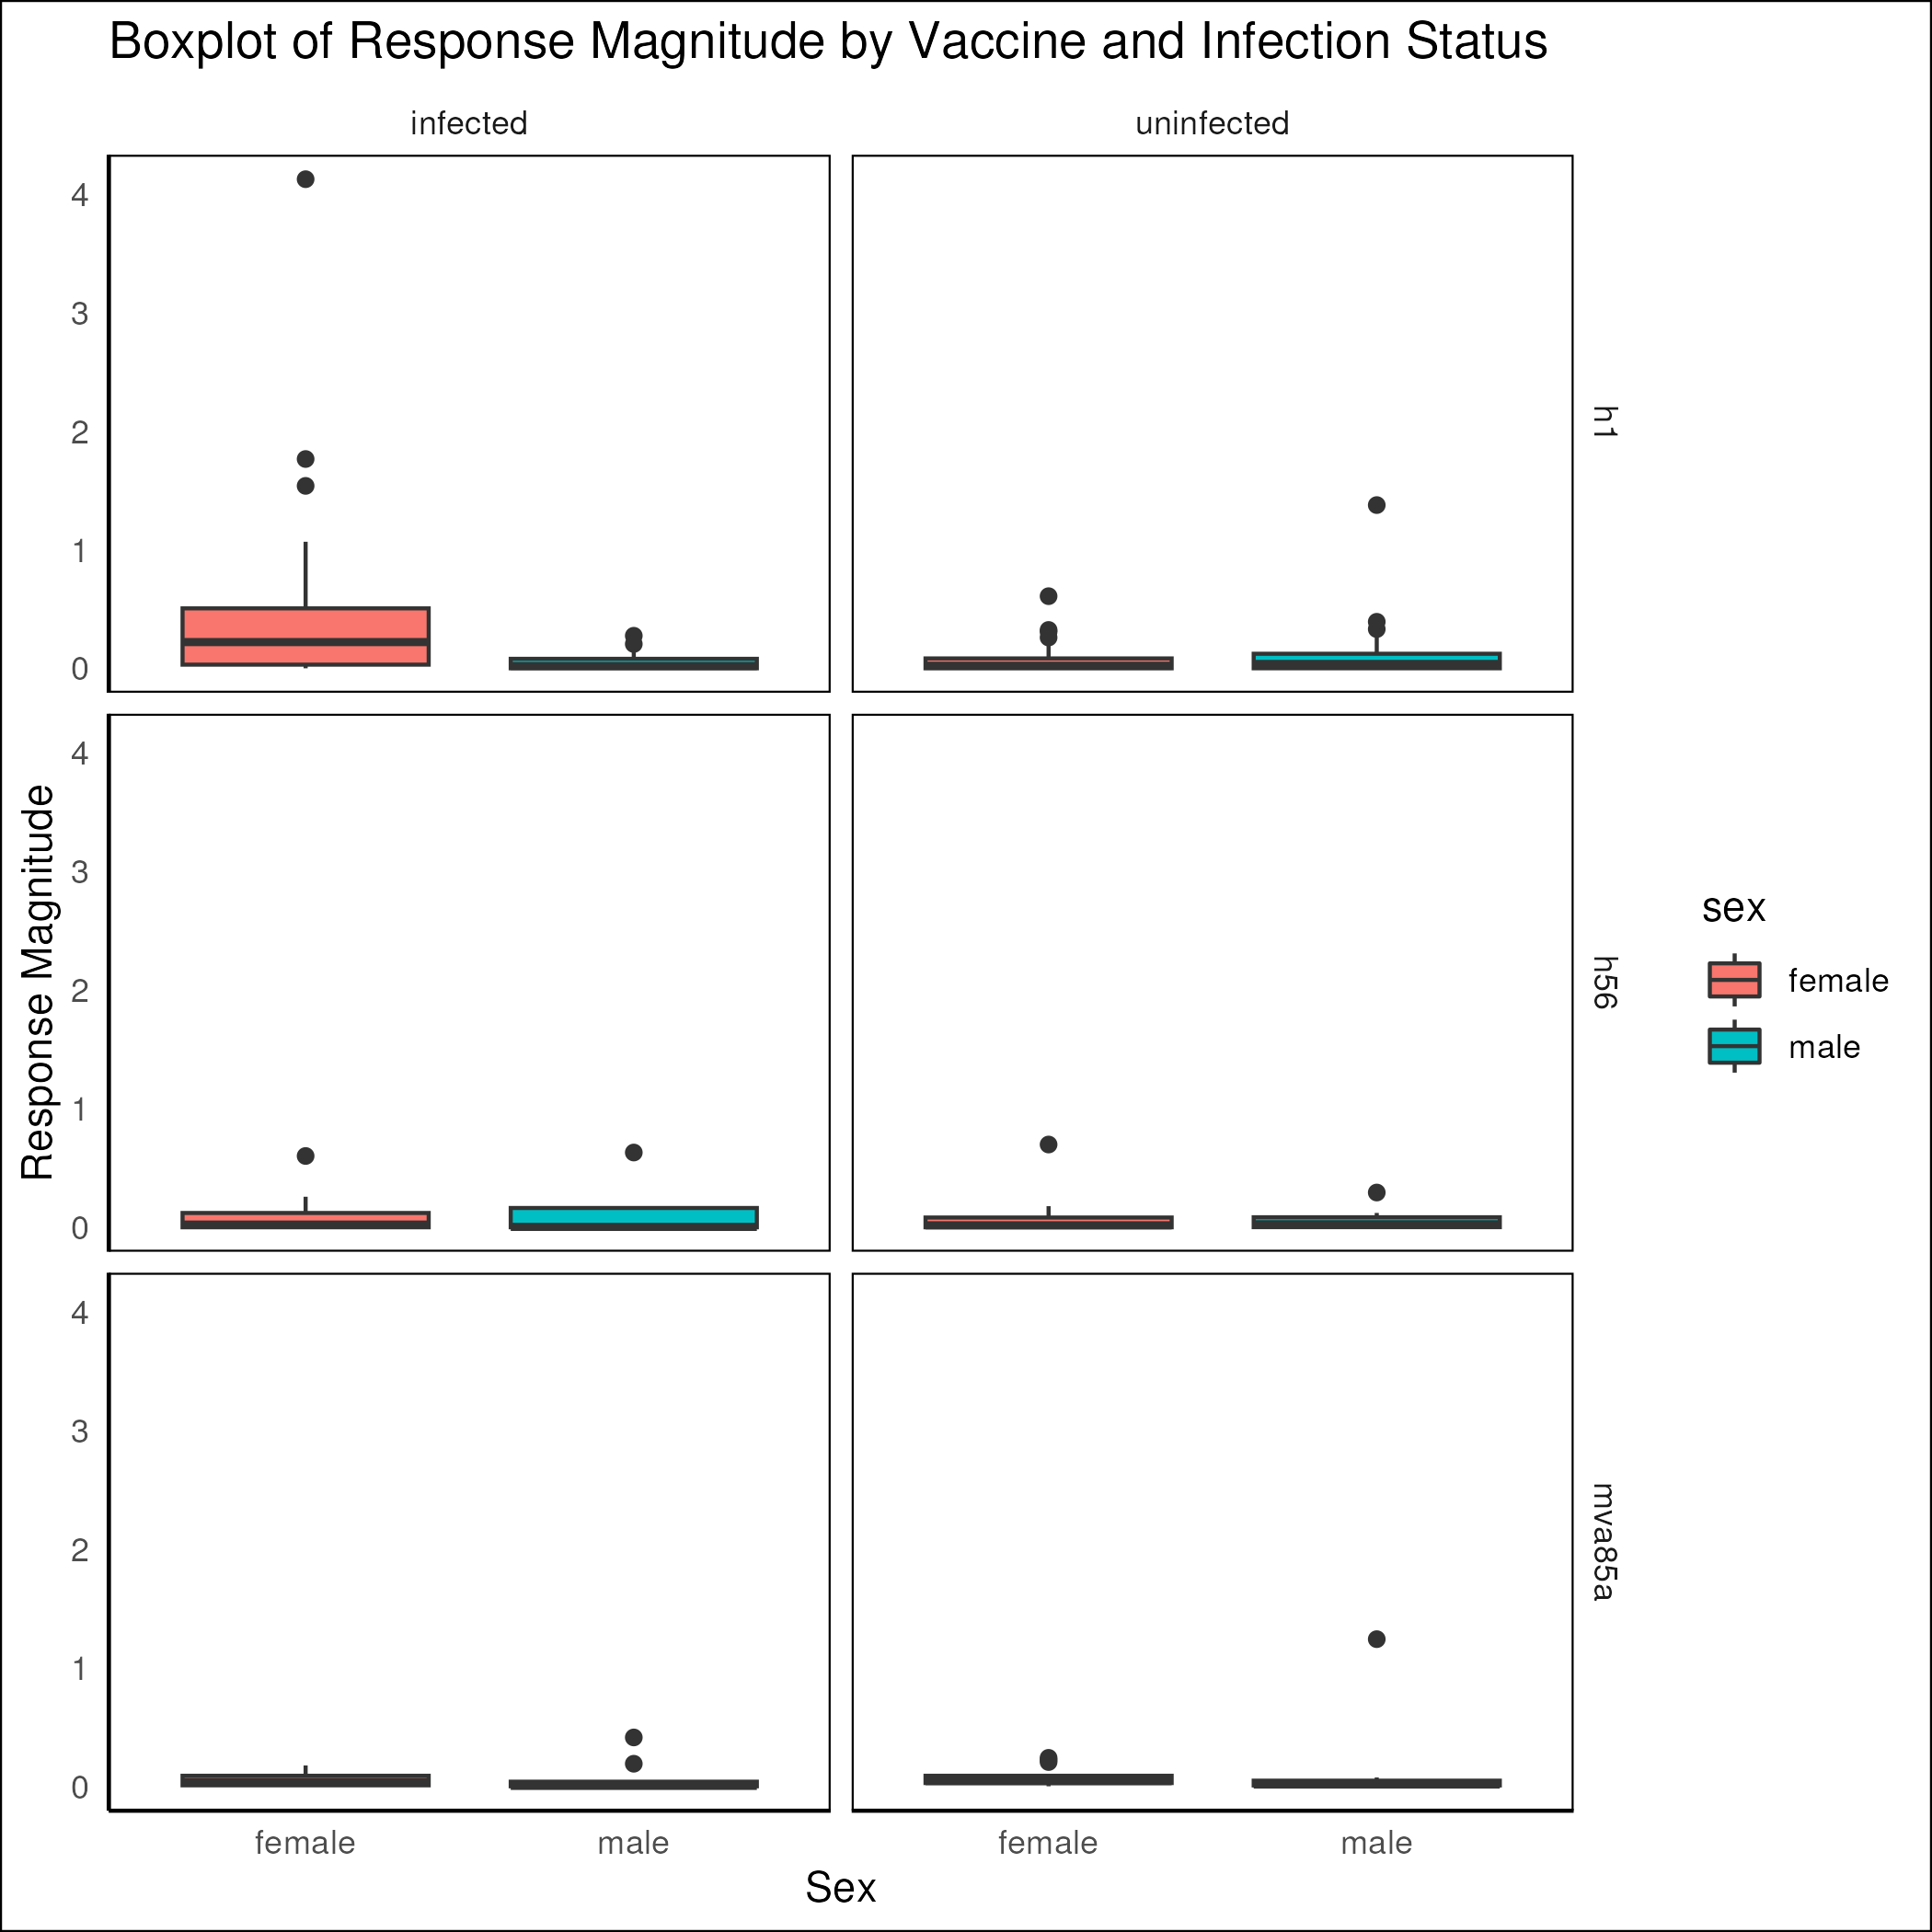 Boxplot of Response Magnitude by Vaccine and Infection Status
infected
uninfected
4
3
2
1
0
h1
4
3
2
1
0
h56
4
3
2
1
0
mva85a
Response Magnitude
female
male
female
male
Sex
sex
female
male